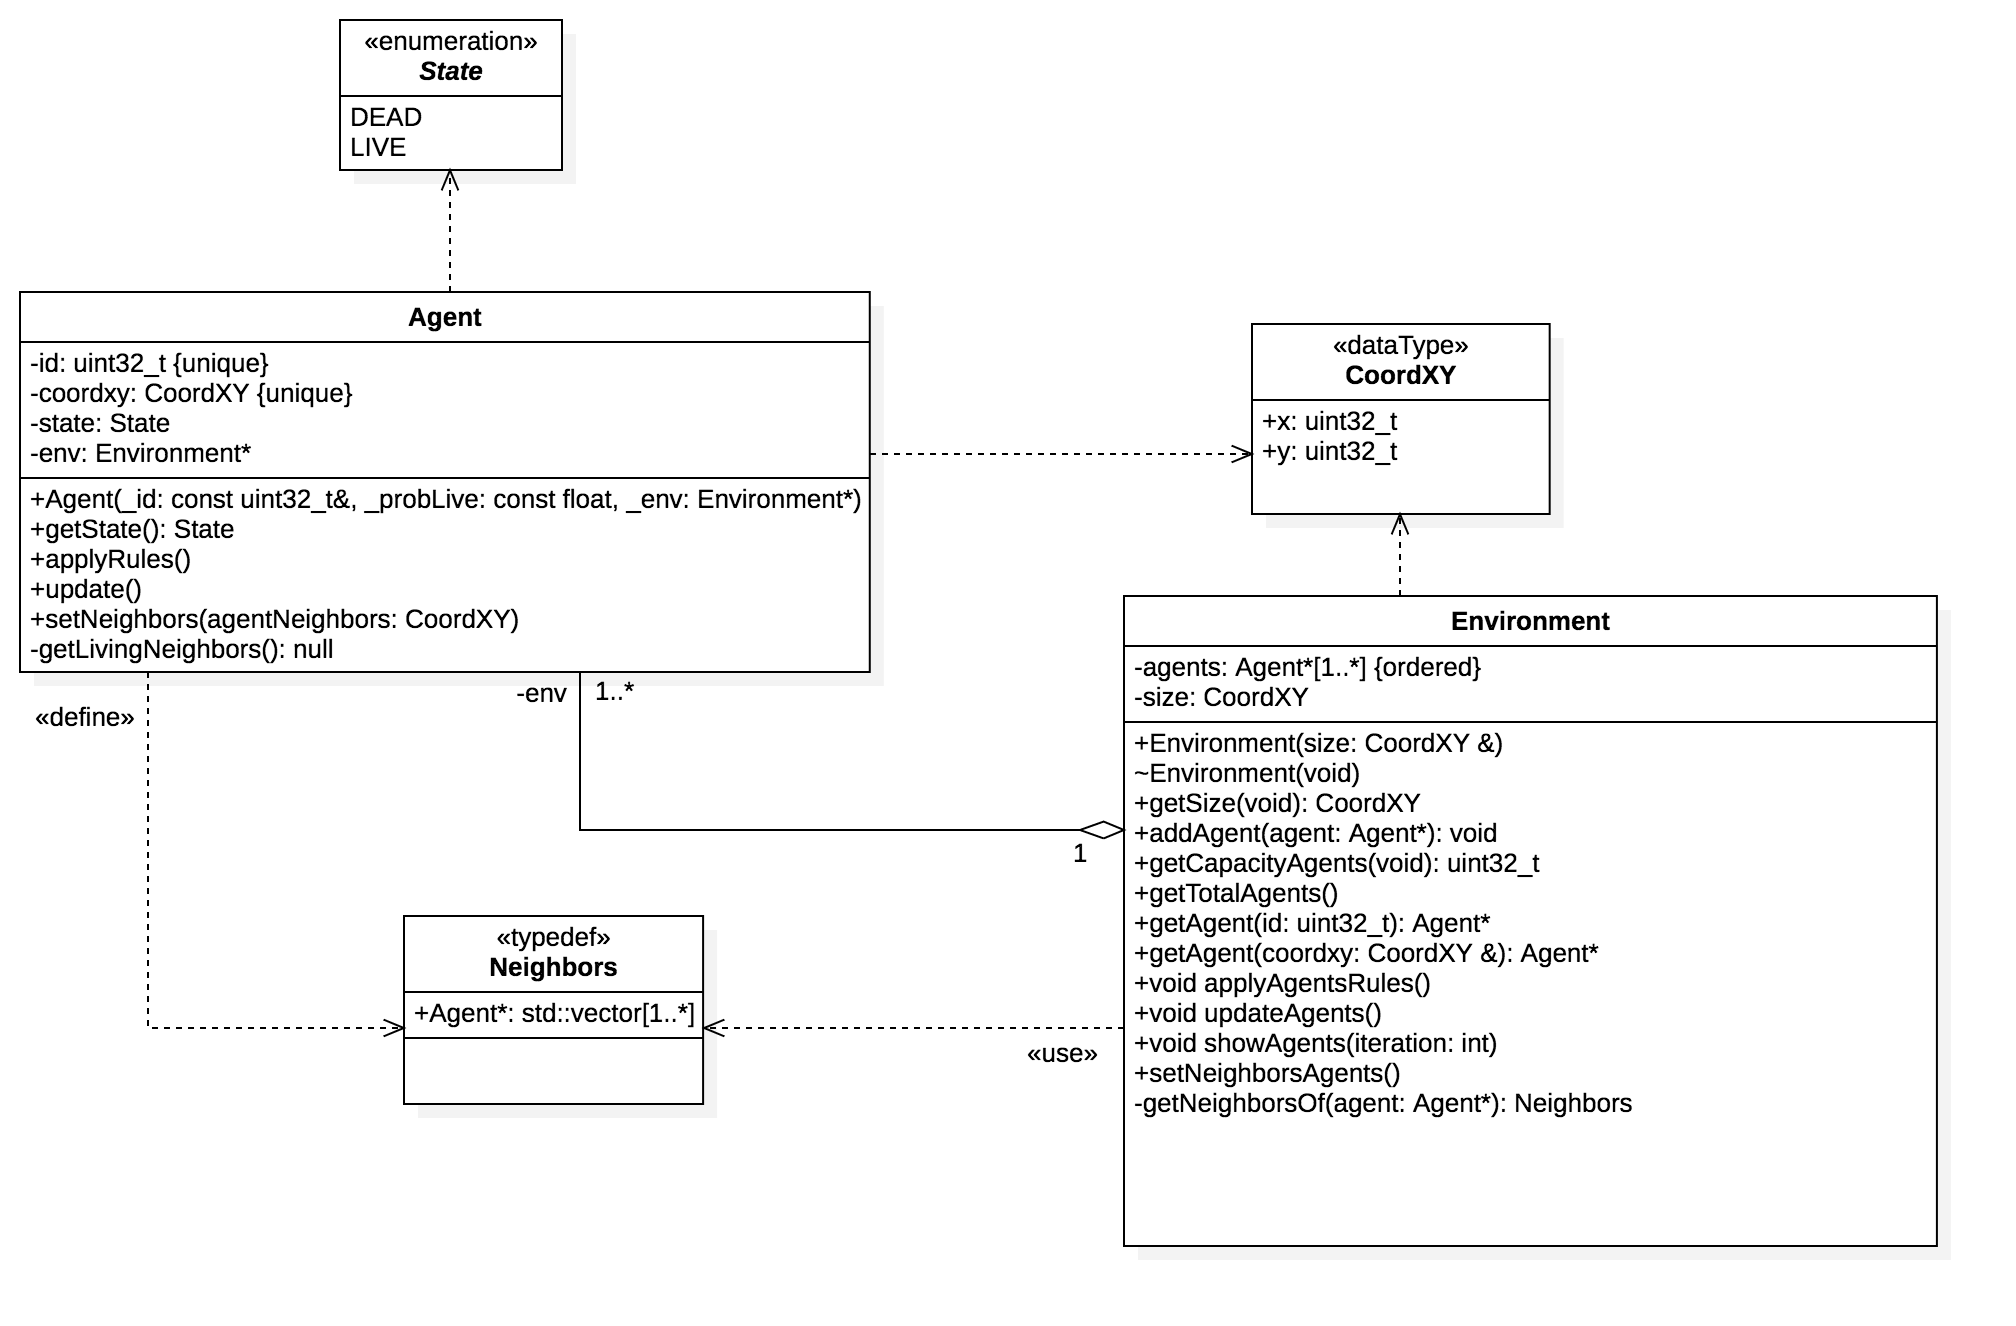 «enumeration»
State
DEAD
LIVE
Agent
-id: uint32_t {unique}
-coordxy: CoordXY {unique}
-state: State
-env: Environment*
+Agent(_id: const uint32_t&, _probLive: const float, _env: Environment*)
+getState(): State
+applyRules()
+update()
+setNeighbors(agentNeighbors: CoordXY)
-getLivingNeighbors(): null
«dataType»
CoordXY
+x: uint32_t
+y: uint32_t
-env
1..*
«define»
1
Environment
-agents: Agent*[1..*] {ordered}
-size: CoordXY
+Environment(size: CoordXY &)
~Environment(void)
+getSize(void): CoordXY
+addAgent(agent: Agent*): void
+getCapacityAgents(void): uint32_t
+getTotalAgents()
+getAgent(id: uint32_t): Agent*
+getAgent(coordxy: CoordXY &): Agent*
+void applyAgentsRules()
+void updateAgents()
+void showAgents(iteration: int)
+setNeighborsAgents()
-getNeighborsOf(agent: Agent*): Neighbors
«typedef»
Neighbors
+Agent*: std::vector[1..*]
«use»